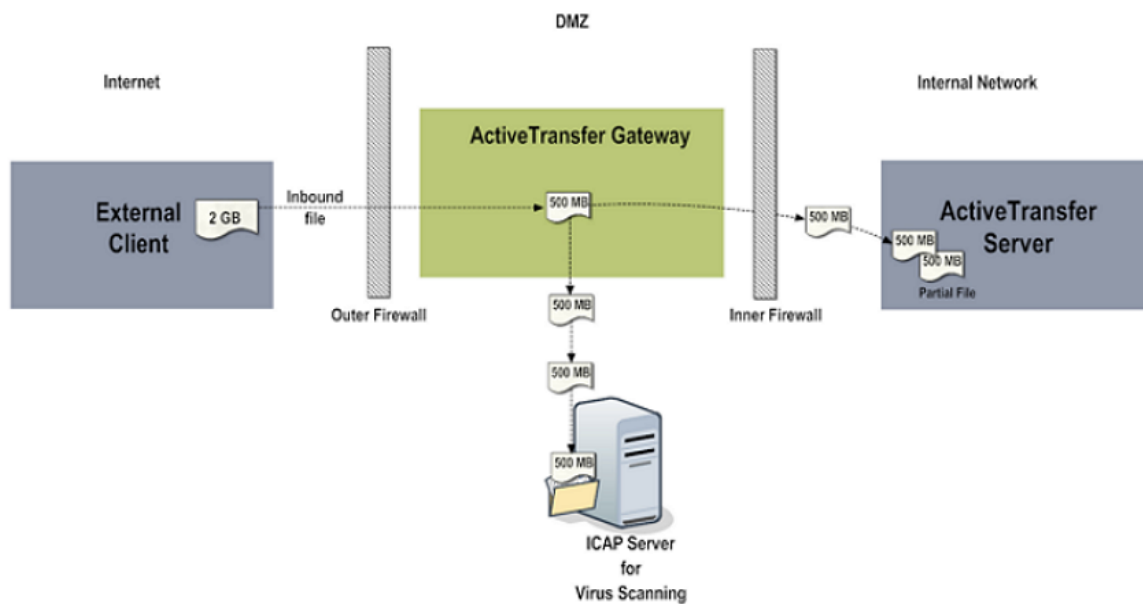 DMZ
Internet
Internal Network
ActiveTransfer Gateway
External
Client
2 GB
Inbound
file
500 MB
500 MB
ActiveTransfer
Server
500 MB
500 MB
Partial File
Outer Firewall
500 MB
Inner Firewall
500 MB
500 MB
ICAP Server
for
Virus Scanning